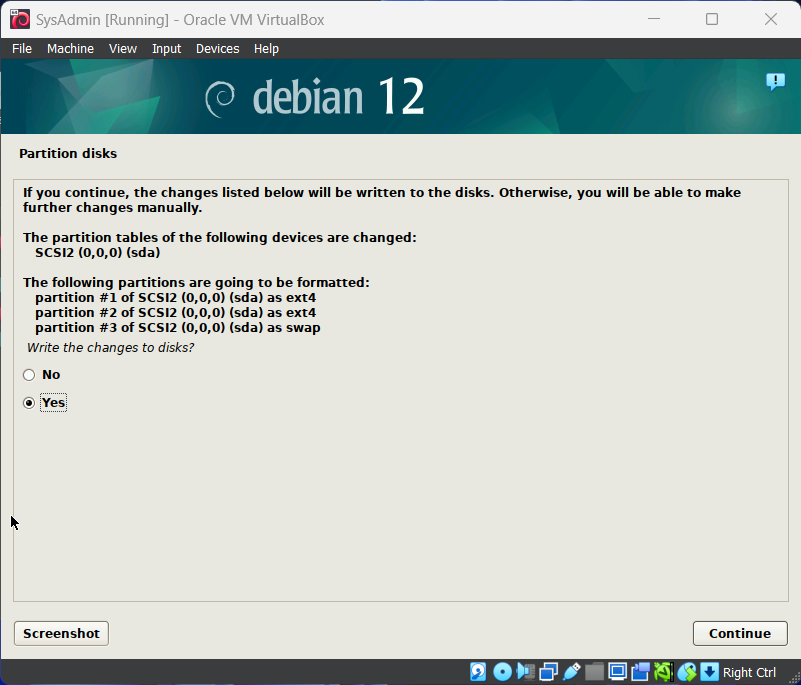 SysAdmin [Running] - Oracle VM VirtualBox
File Machine View Input Devices Help
debian 12
Partition disks
If you continue, the changes listed below will be written to the disks. Otherwise, you will be able to make
further changes manually.
The partition tables of the following devices are changed:
SCSI2 (0,0,0) (sda)
The following partitions are going to be formatted:
partition #1 of SCSI2 (0,0,0) (sda) as ext4
partition #2 of SCSI2 (0,0,0) (sda) as ext4
partition #3 of SCSI2 (0,0,0) (sda) as swap
Write the changes to disks?
No
Yes
Screenshot
Continue
Right Ctrl